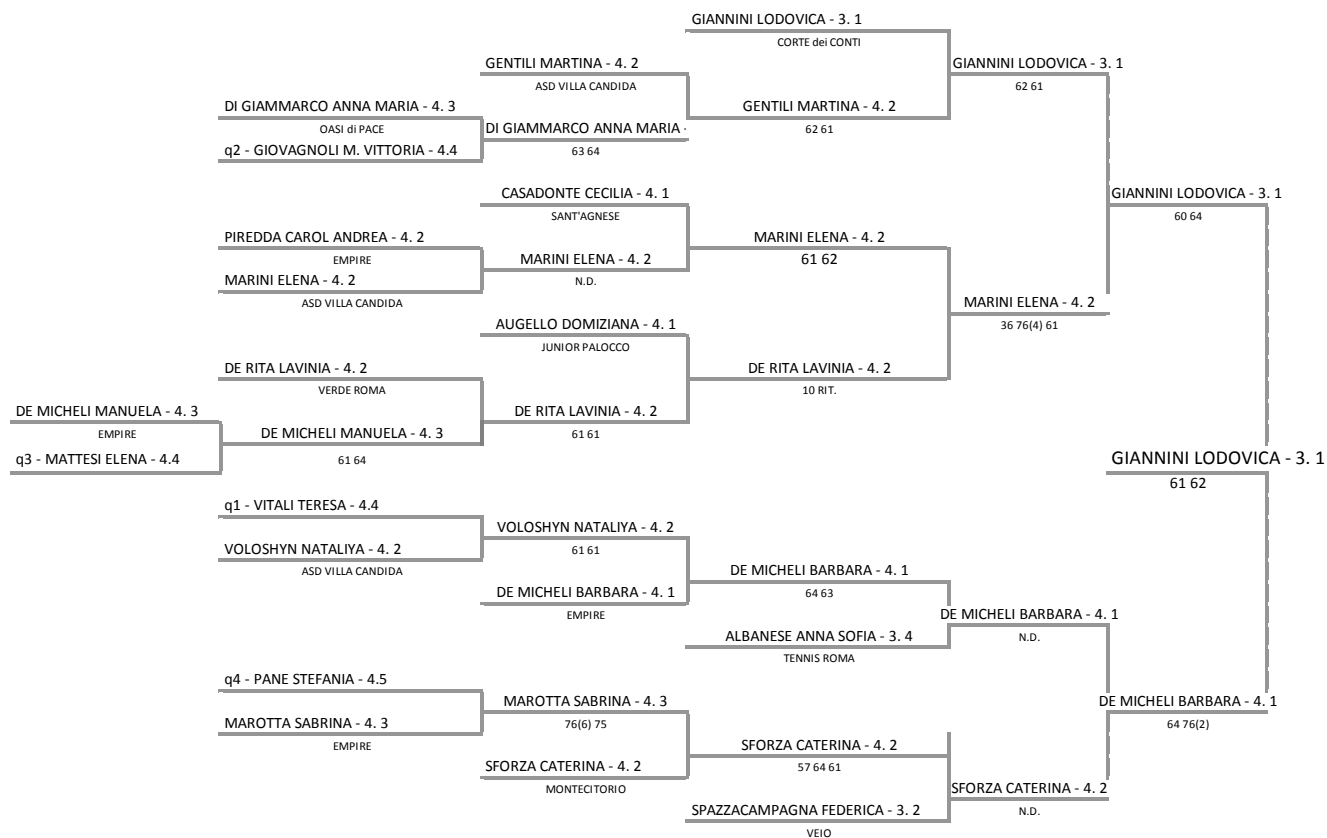 GIANNINI LODOVICA - 3. 1
CORTE dei CONTI
GENTILI MARTINA - 4. 2
GIANNINI LODOVICA - 3. 1
ASD VILLA CANDIDA
62 61
DI GIAMMARCO ANNA MARIA - 4. 3
GENTILI MARTINA - 4. 2
OASI di PACE
DI GIAMMARCO ANNA MARIA -
62 61
q2 - GIOVAGNOLI M. VITTORIA - 4.4
63 64
CASADONTE CECILIA - 4. 1
GIANNINI LODOVICA - 3. 1
SANT'AGNESE
60 64
PIREDDA CAROL ANDREA - 4. 2
MARINI ELENA - 4. 2
EMPIRE
MARINI ELENA - 4. 2
61 62
MARINI ELENA - 4. 2
N.D.
ASD VILLA CANDIDA
MARINI ELENA - 4. 2
AUGELLO DOMIZIANA - 4. 1
36 76(4) 61
JUNIOR PALOCCO
DE RITA LAVINIA - 4. 2
DE RITA LAVINIA - 4. 2
VERDE ROMA
10 RIT.
DE MICHELI MANUELA - 4. 3
DE RITA LAVINIA - 4. 2
EMPIRE
DE MICHELI MANUELA - 4. 3
61 61
q3 - MATTESI ELENA - 4.4
61 64
GIANNINI LODOVICA - 3. 1
61 62
q1 - VITALI TERESA - 4.4
VOLOSHYN NATALIYA - 4. 2
VOLOSHYN NATALIYA - 4. 2
61 61
ASD VILLA CANDIDA
DE MICHELI BARBARA - 4. 1
DE MICHELI BARBARA - 4. 1
64 63
EMPIRE
DE MICHELI BARBARA - 4. 1
ALBANESE ANNA SOFIA - 3. 4
N.D.
TENNIS ROMA
q4 - PANE STEFANIA - 4.5
MAROTTA SABRINA - 4. 3
DE MICHELI BARBARA - 4. 1
MAROTTA SABRINA - 4. 3
76(6) 75
64 76(2)
EMPIRE
SFORZA CATERINA - 4. 2
SFORZA CATERINA - 4. 2
57 64 61
MONTECITORIO
SFORZA CATERINA - 4. 2
SPAZZACAMPAGNA FEDERICA - 3. 2
N.D.
VEIO